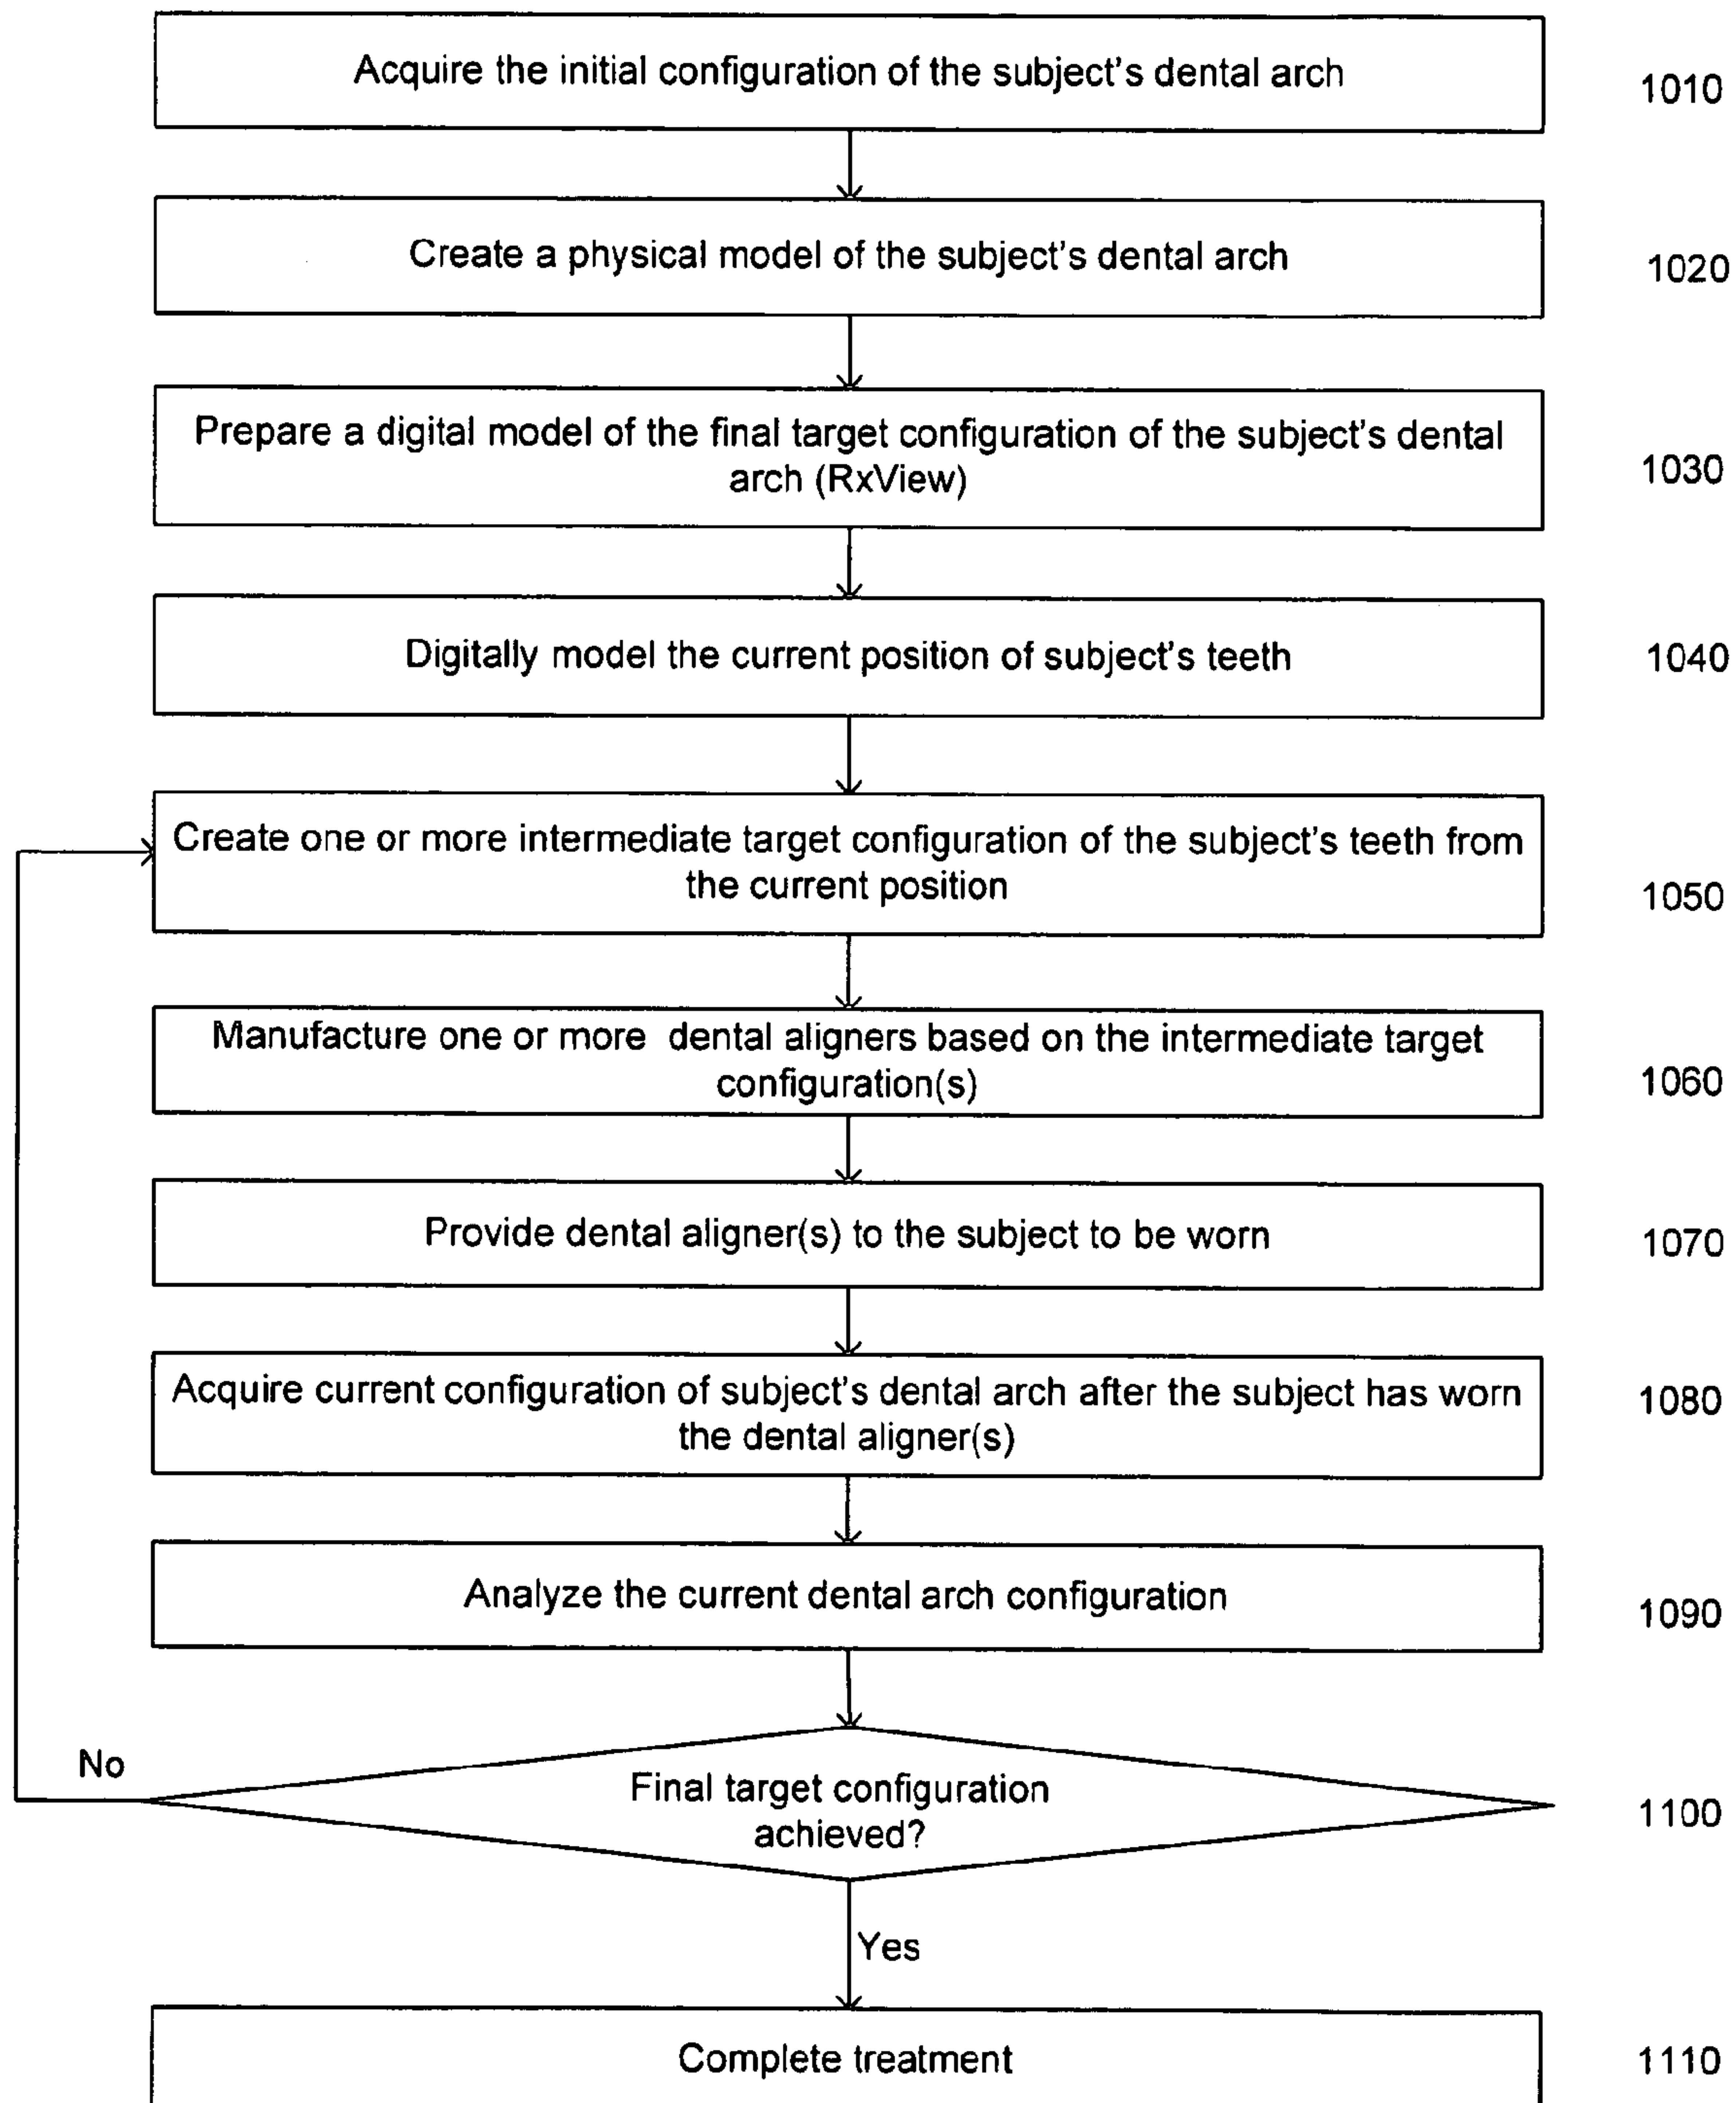 Acquire the initial configuration of the subject's dental arch
1010
Create a physical model of the subject's dental arch
1020
Prepare a digital model of the final target configuration of the subject's dental
arch (RxView)
1030
Digitally model the current position of subject's teeth
1040
Create one or more intermediate target configuration of the subject's teeth from
the current position
1050
Manufacture one or more dental aligners based on the intermediate target
configuration(s)
1060
Provide dental aligner(s) to the subject to be worn
1070
Acquire current configuration of subject's dental arch after the subject has worn
the dental aligner(s)
1080
Analyze the current dental arch configuration
1090
No
Final target configuration
achieved?
1100
Yes
Complete treatment
1110